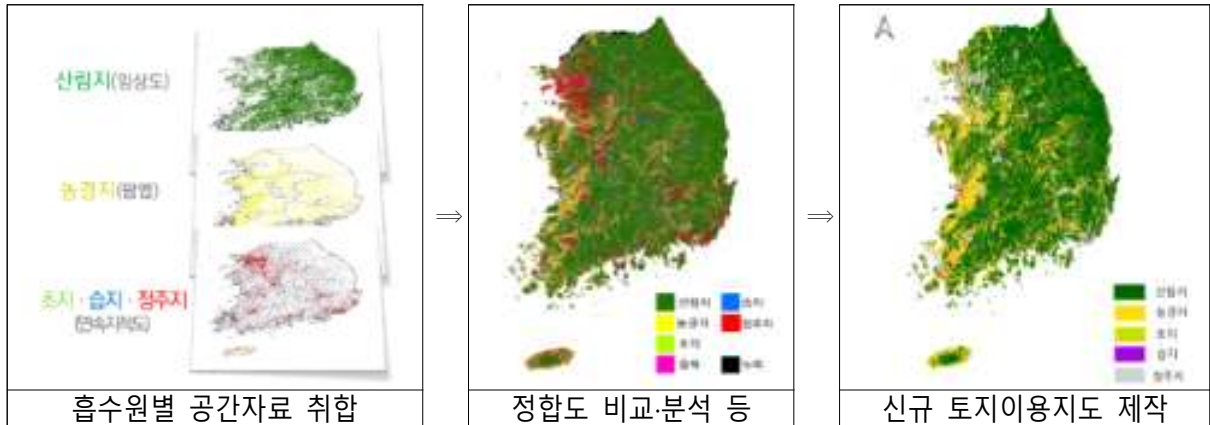 산림지(임상도)
농경지(팜맵)
초지·습지·정주지
(연속지적도)
⇒
⇒
산림지
습지
농경지
정주지
초지
중복
누락
산림지
농경지
초지
습지
정주지
흡수원별 공간자료 취합
정합도 비교·분석 등
신규 토지이용지도 제작